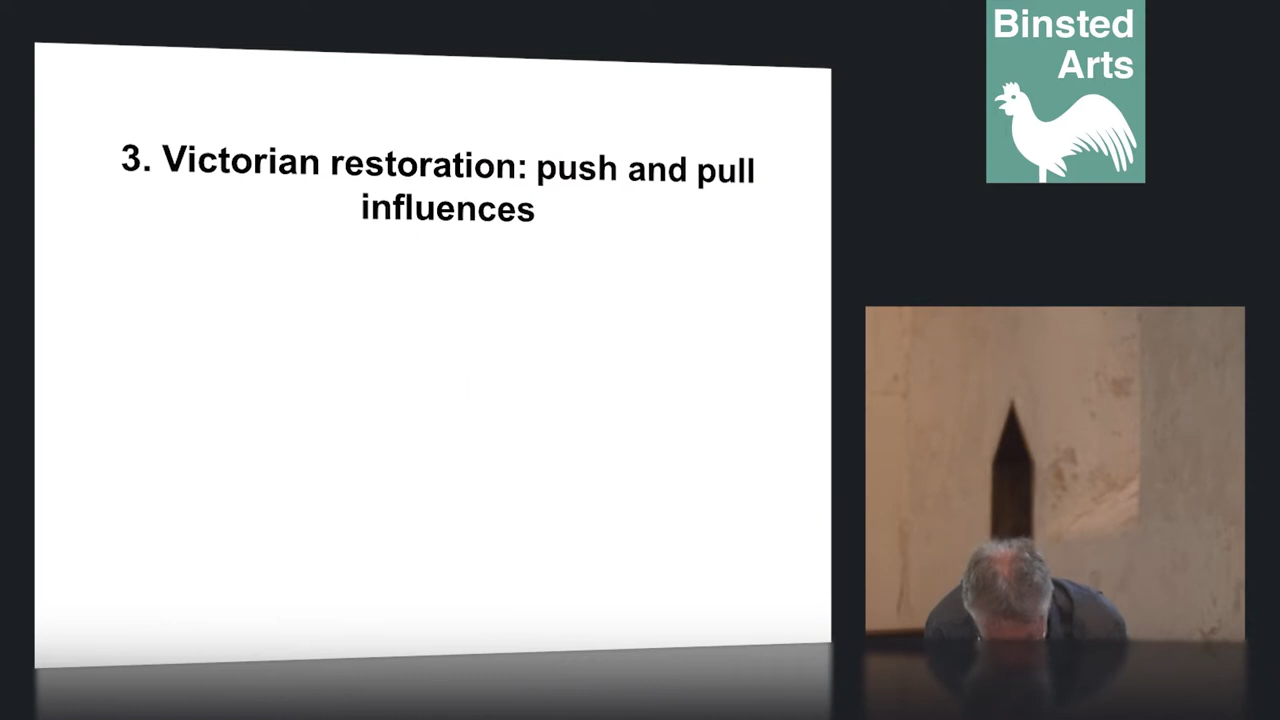 3. Victorian restoration: push and pull
influences
Binsted
Arts